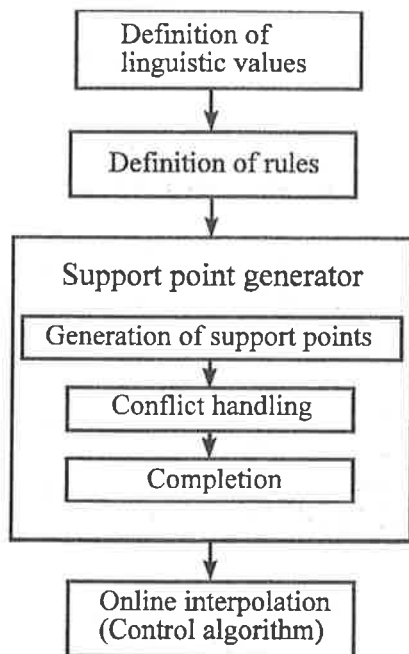 Definition of
linguistic values
Definition of rules
Support point generator
Generation of support points
Conflict handling
Completion
Online interpolation
(Control algorithm)